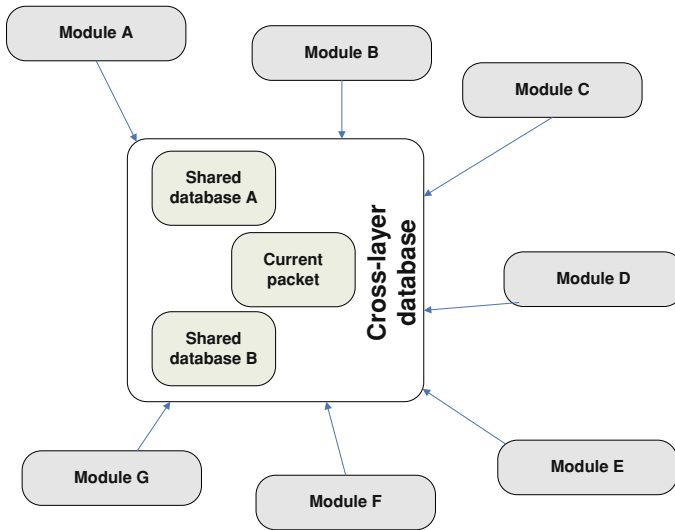 Module A
Module B
Module C
Shared
database A
Current
packet
Cross-layer
database
Module D
Shared
database B
Module E
Module G
Module F